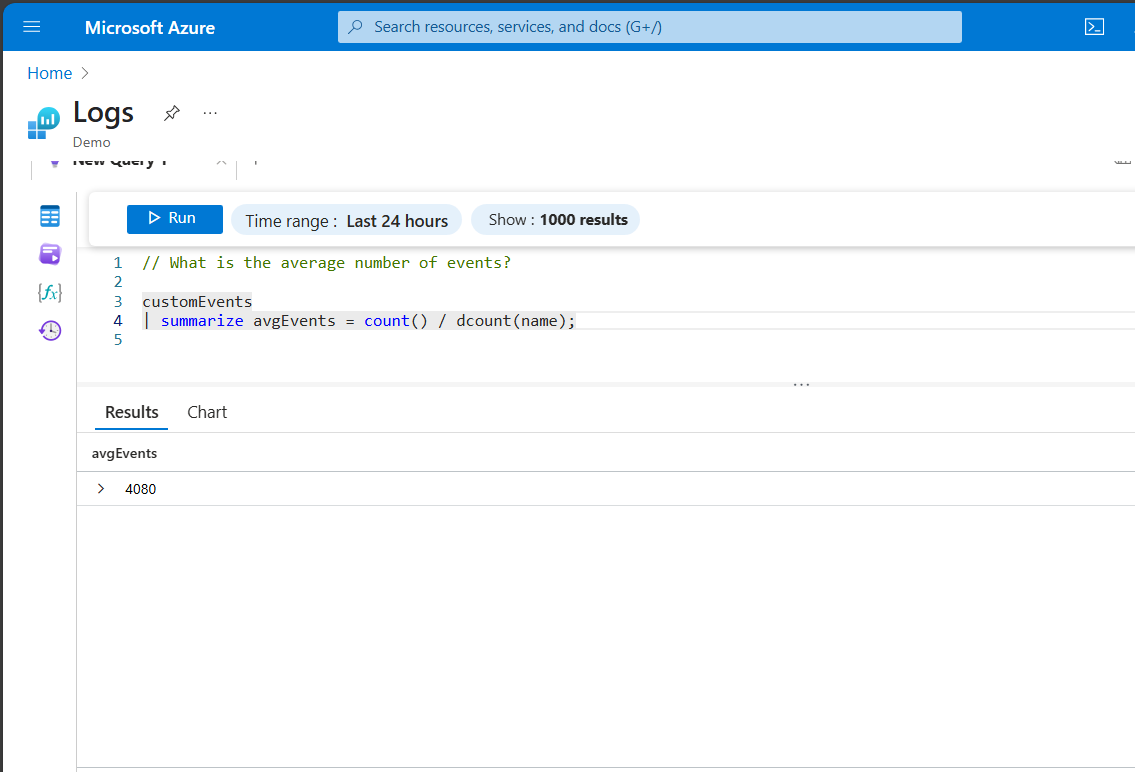 Microsoft Azure
Search resources, services, and docs (G+/)
Home
Logs
Demo
New Query 1
Run
Time range : Last 24 hours
Show : 1000 results
1 // What is the average number of events?
2
3 customEvents
4 | summarize avgEvents = count() / dcount(name);
5
Results
Chart
avgEvents
4080